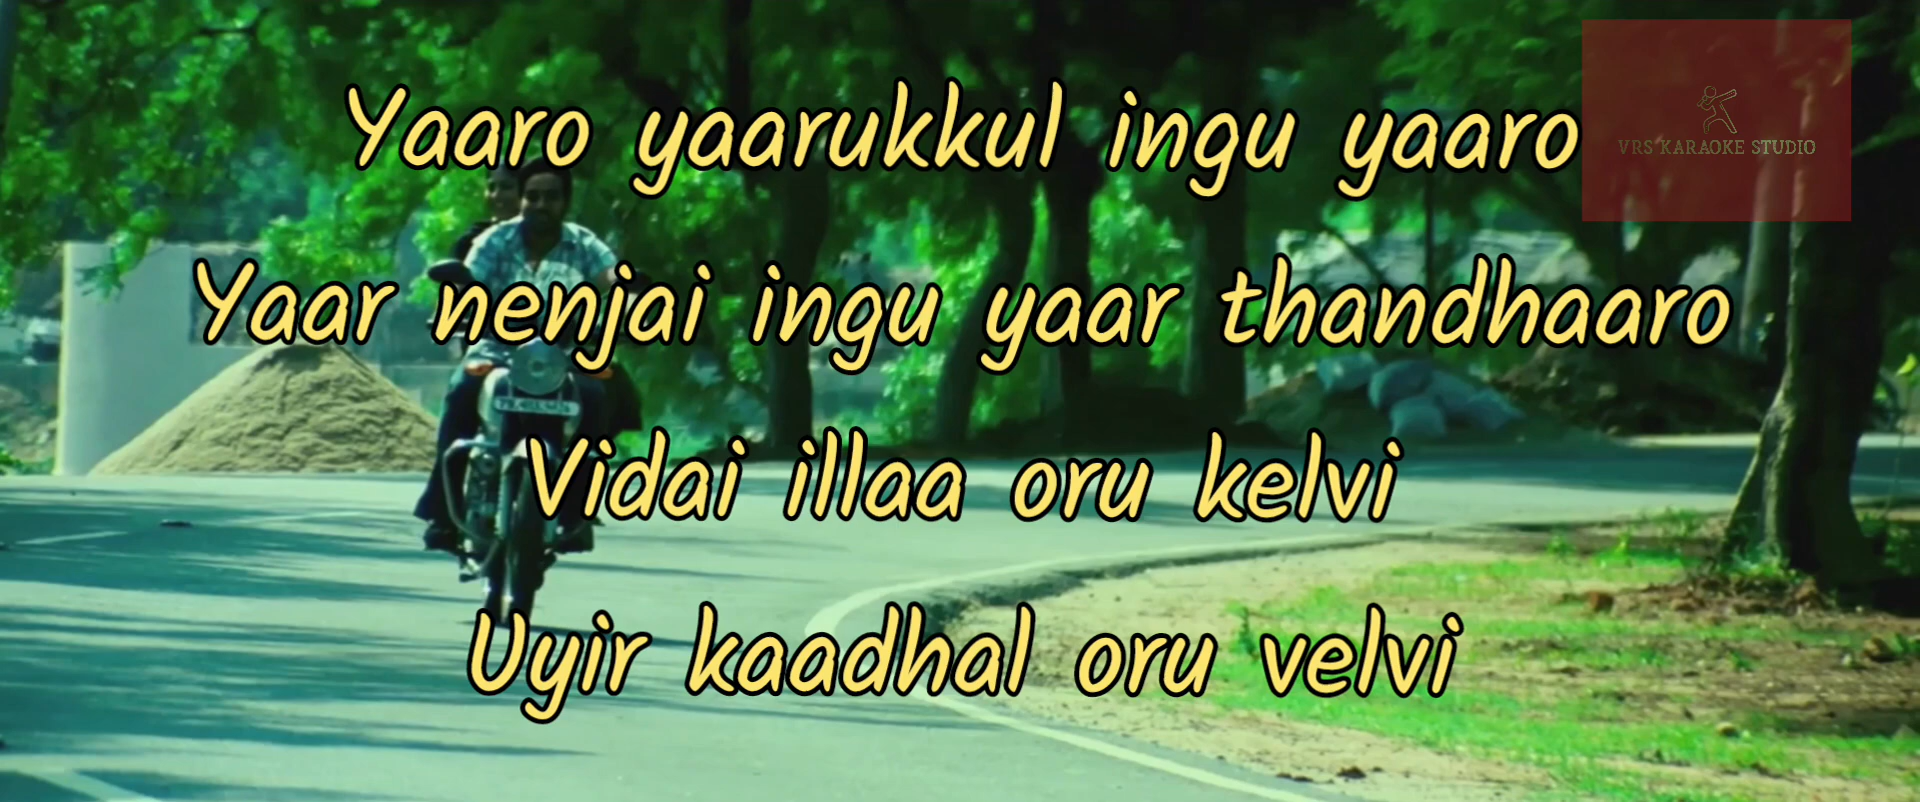 Yaaro yaarukkul ingu yaaro
VRS KARAOKE STUDIO
Yaar nenjai ingu yaar thandhaaro
Vidai illaa oru kelvi
Uyir kaadhal oru velvi